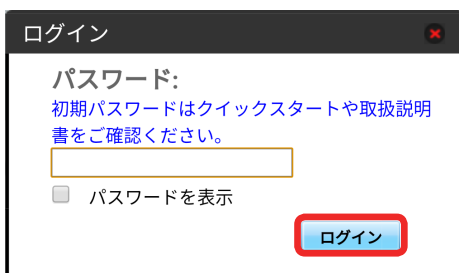 ログイン
パスワード:
初期パスワードはクイックスタートや取扱説明
書をご確認ください。
パスワードを表示
ログイン